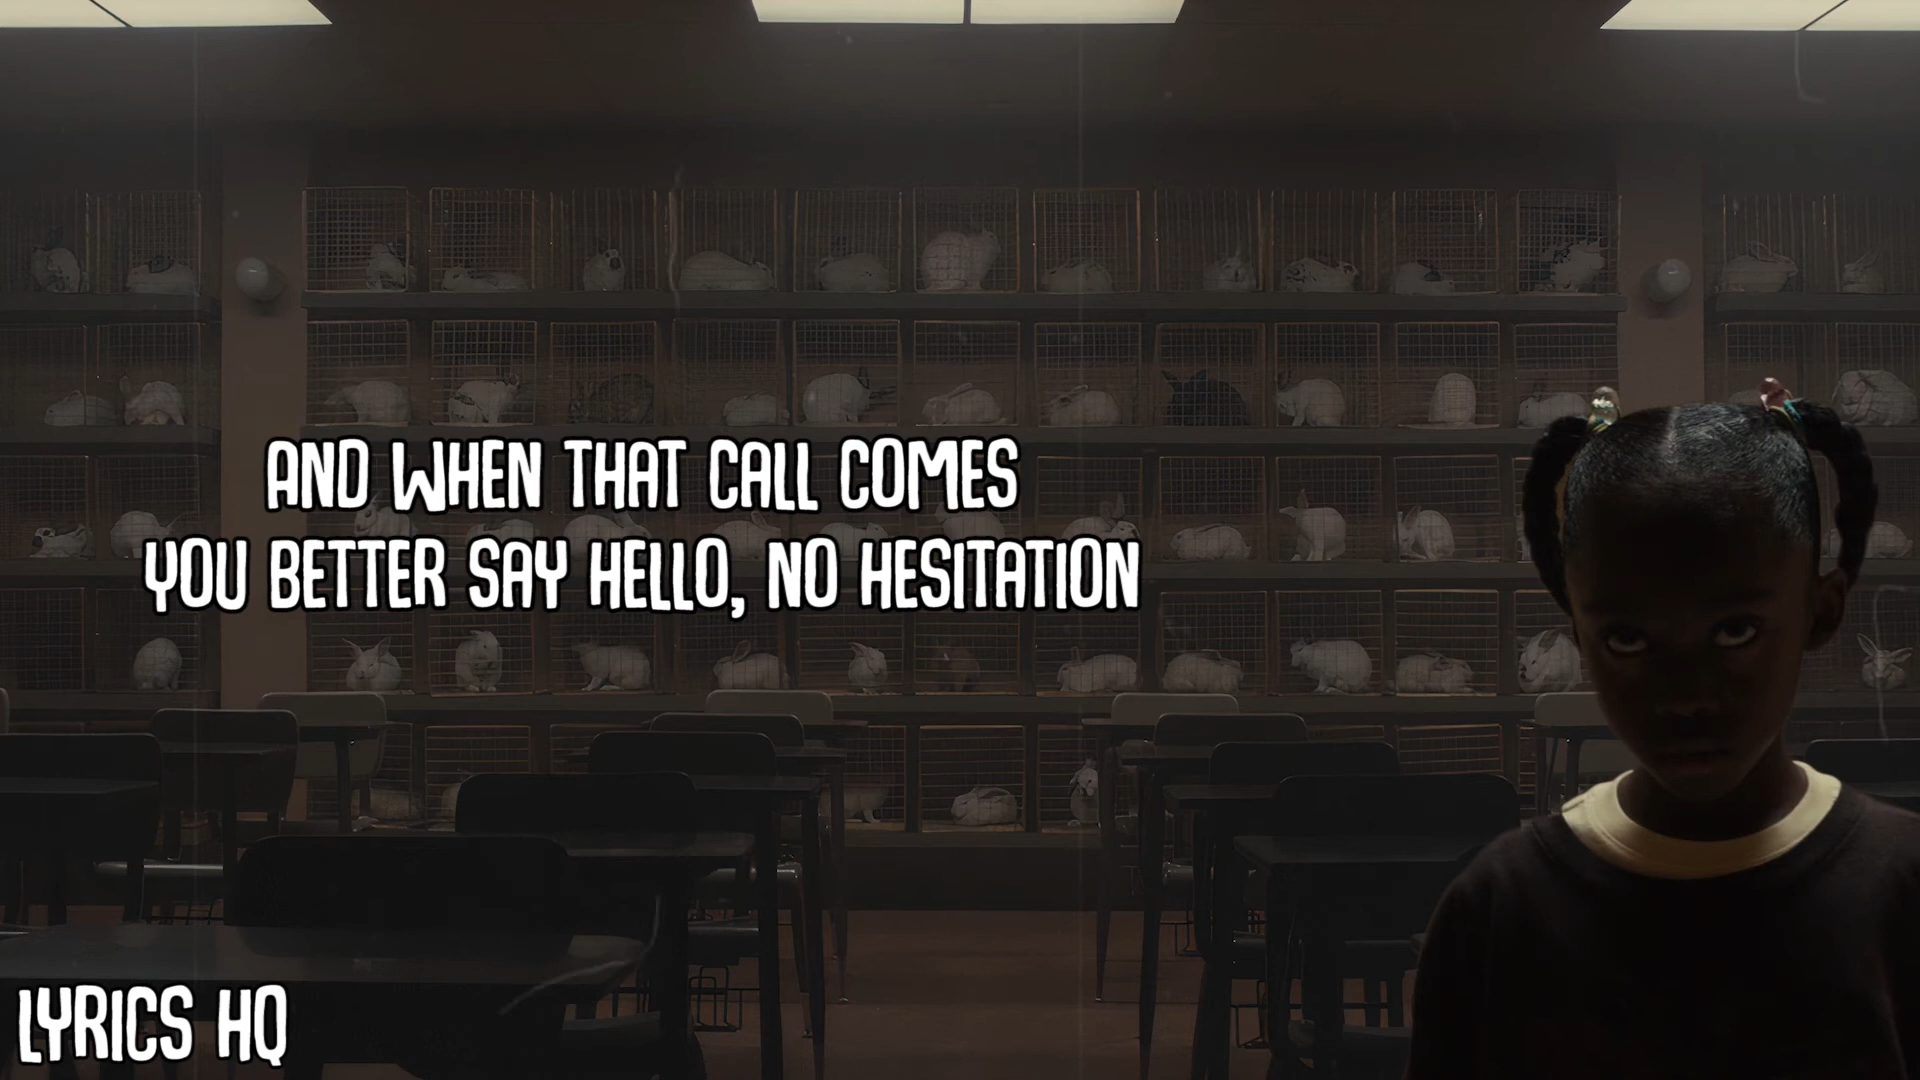 AND WHEN THAT CALL COMES
YOU BETTER SAY HELLO, NO HESITATION
LYRICS HQ